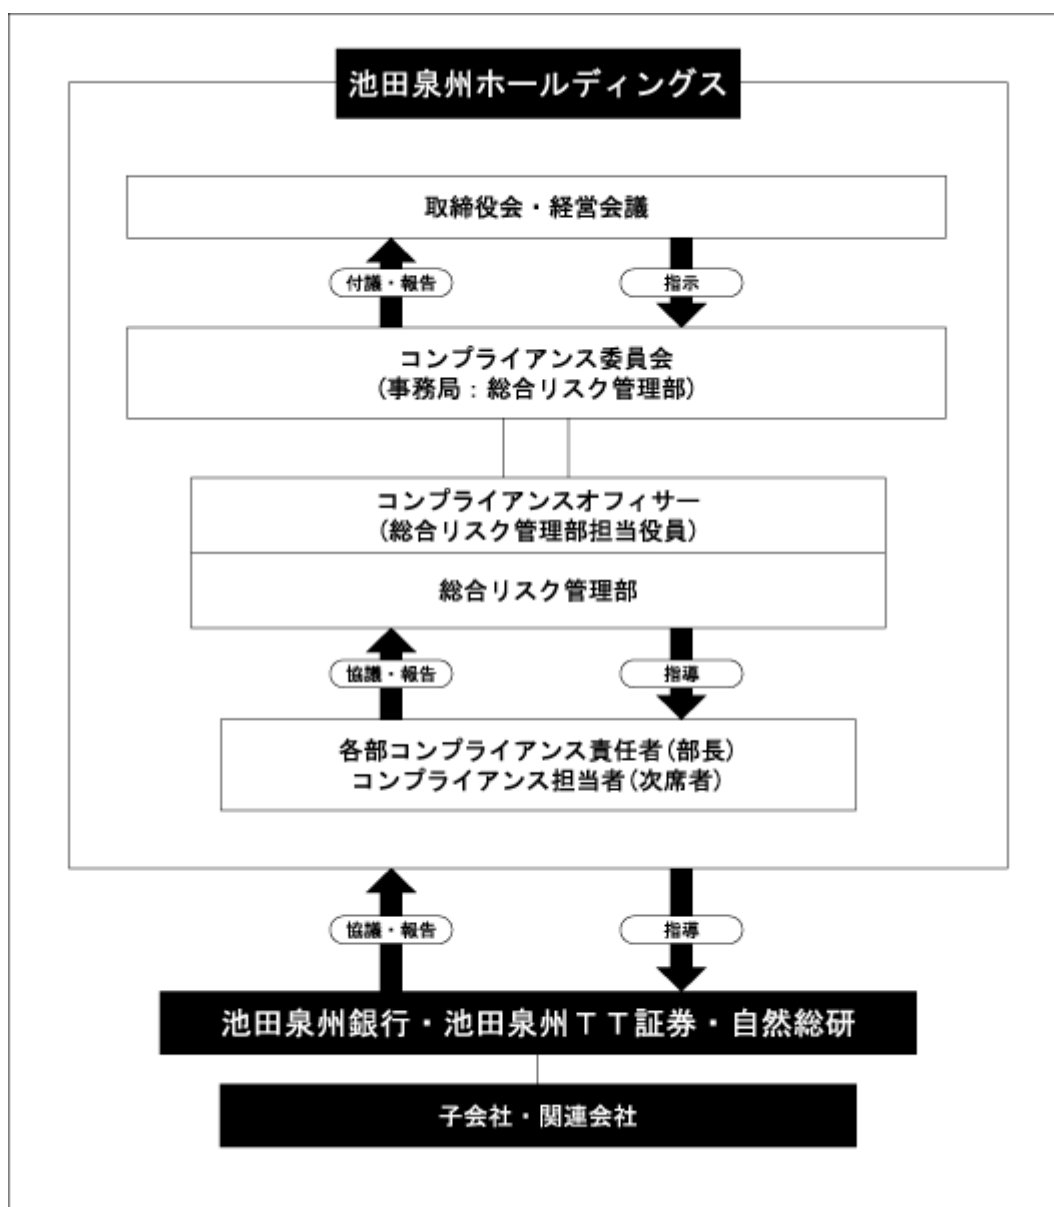 池田泉州ホールディングス
取締役会・経営会議
付議・報告
指示
コンプライアンス委員会
(事務局：総合リスク管理部)
コンプライアンスオフィサー
(総合リスク管理部担当役員)
総合リスク管理部
協議・報告
指導
各部コンプライアンス責任者(部長)
コンプライアンス担当者(次席者)
協議・報告
指導
池田泉州銀行・池田泉州ＴＴ証券・自然総研
子会社・関連会社